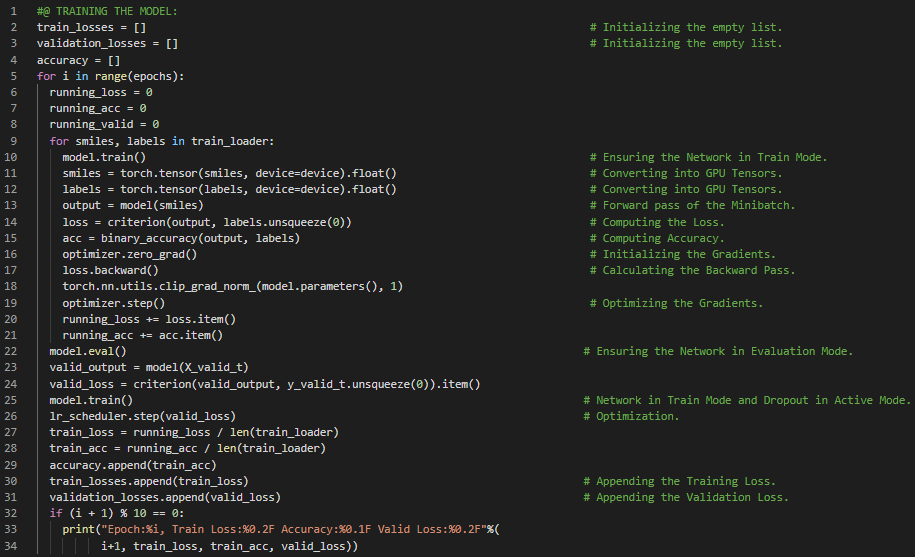 1 #@ TRAINING THE MODEL:
2 train_losses = [] # Initializing the empty list.
3 validation_losses = [] # Initializing the empty list.
4 accuracy = []
5 for i in range(epochs):
6 running_loss = 0
7 running_acc = 0
8 running_valid = 0
9 for smiles, labels in train_loader:
10 model.train() # Ensuring the Network in Train Mode.
11 smiles = torch.tensor(smiles, device=device).float() # Converting into GPU Tensors.
12 labels = torch.tensor(labels, device=device).float() # Converting into GPU Tensors.
13 output = model(smiles) # Forward pass of the Minibatch.
14 loss = criterion(output, labels.unsqueeze(0)) # Computing the Loss.
15 acc = binary_accuracy(output, labels) # Computing Accuracy.
16 optimizer.zero_grad() # Initializing the Gradients.
17 loss.backward() # Calculating the Backward Pass.
18 torch.nn.utils.clip_grad_norm_(model.parameters(), 1)
19 optimizer.step() # Optimizing the Gradients.
20 running_loss += loss.item()
21 running_acc += acc.item()
22 model.eval() # Ensuring the Network in Evaluation Mode.
23 valid_output = model(X_valid_t)
24 valid_loss = criterion(valid_output, y_valid_t.unsqueeze(0)).item()
25 model.train() # Network in Train Mode and Dropout in Active Mode.
26 lr_scheduler.step(valid_loss) # Optimization.
27 train_loss = running_loss / len(train_loader)
28 train_acc = running_acc / len(train_loader)
29 accuracy.append(train_acc)
30 train_losses.append(train_loss) # Appending the Training Loss.
31 validation_losses.append(valid_loss) # Appending the Validation Loss.
32 if (i + 1) % 10 == 0:
33 print("Epoch:%i, Train Loss:%0.2F Accuracy:%0.1F Valid Loss:%0.2F"%(
34 i+1, train_loss, train_acc, valid_loss))